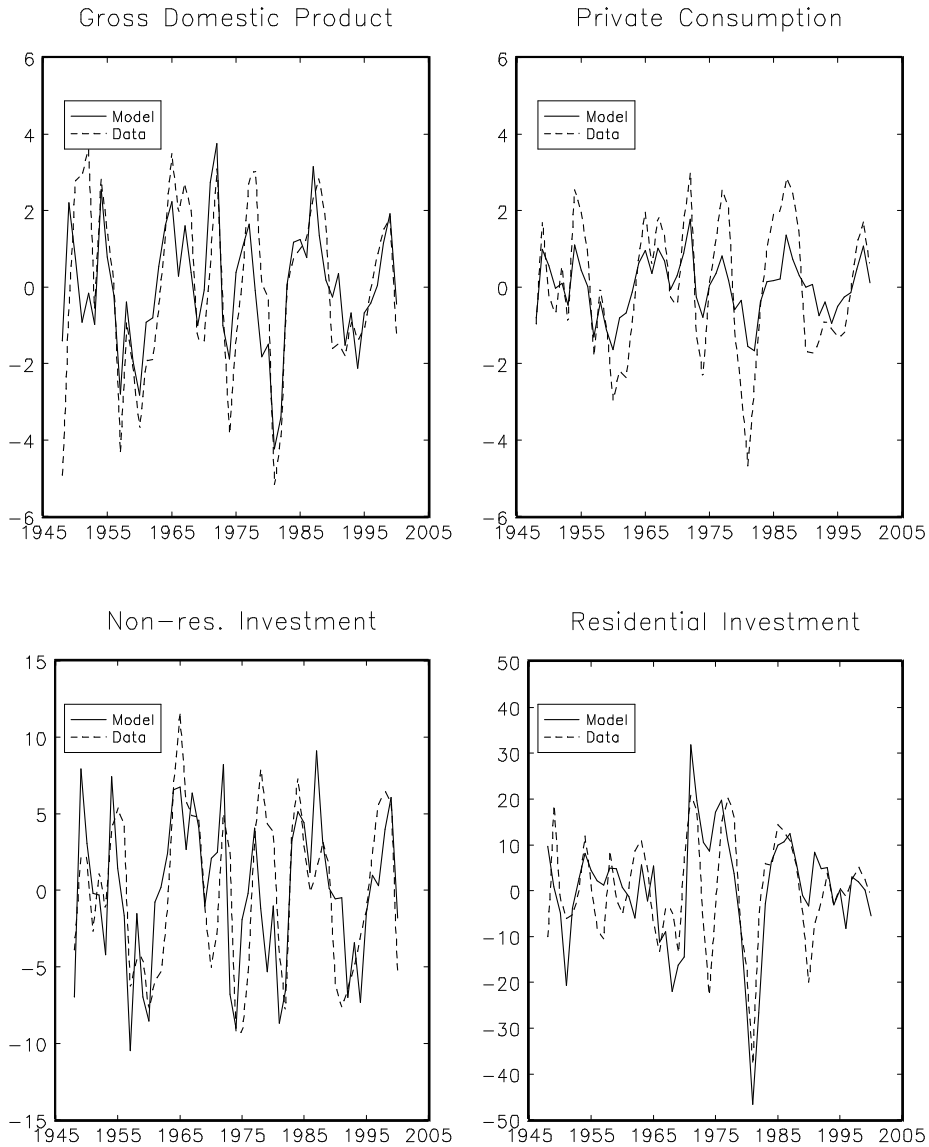 Gross Domestic Product
6
4
2
0
−2
−4
−6
1945 1955 1965 1975 1985 1995 2005
Model
Data
Private Consumption
6
4
2
0
−2
−4
−6
1945 1955 1965 1975 1985 1995 2005
Model
Data
Non−res. Investment
15
10
5
0
−5
−10
−15
1945 1955 1965 1975 1985 1995 2005
Model
Data
Residential Investment
50
40
30
20
10
0
−10
−20
−30
−40
−50
1945 1955 1965 1975 1985 1995 2005
Model
Data